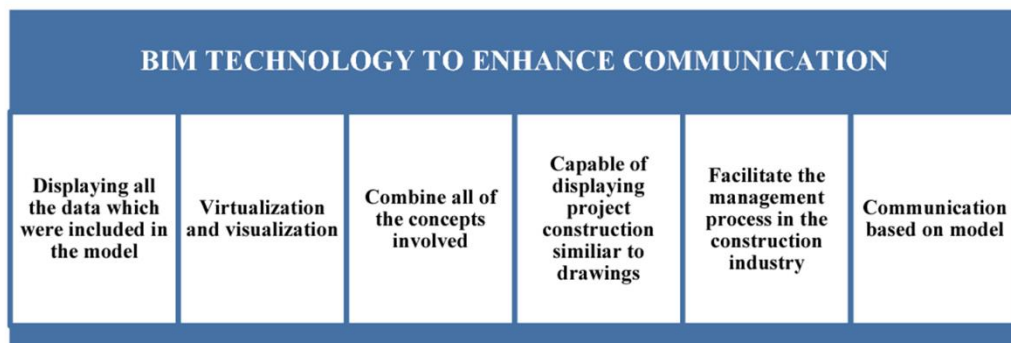 BIM TECHNOLOGY TO ENHANCE COMMUNICATION
Displaying all
the data which
were included in
the model
Virtualization
and visualization
Combine all of
the concepts
involved
Capable of
displaying
project
construction
similiar to
drawings
Facilitate the
management
process in the
construction
industry
Communication
based on model